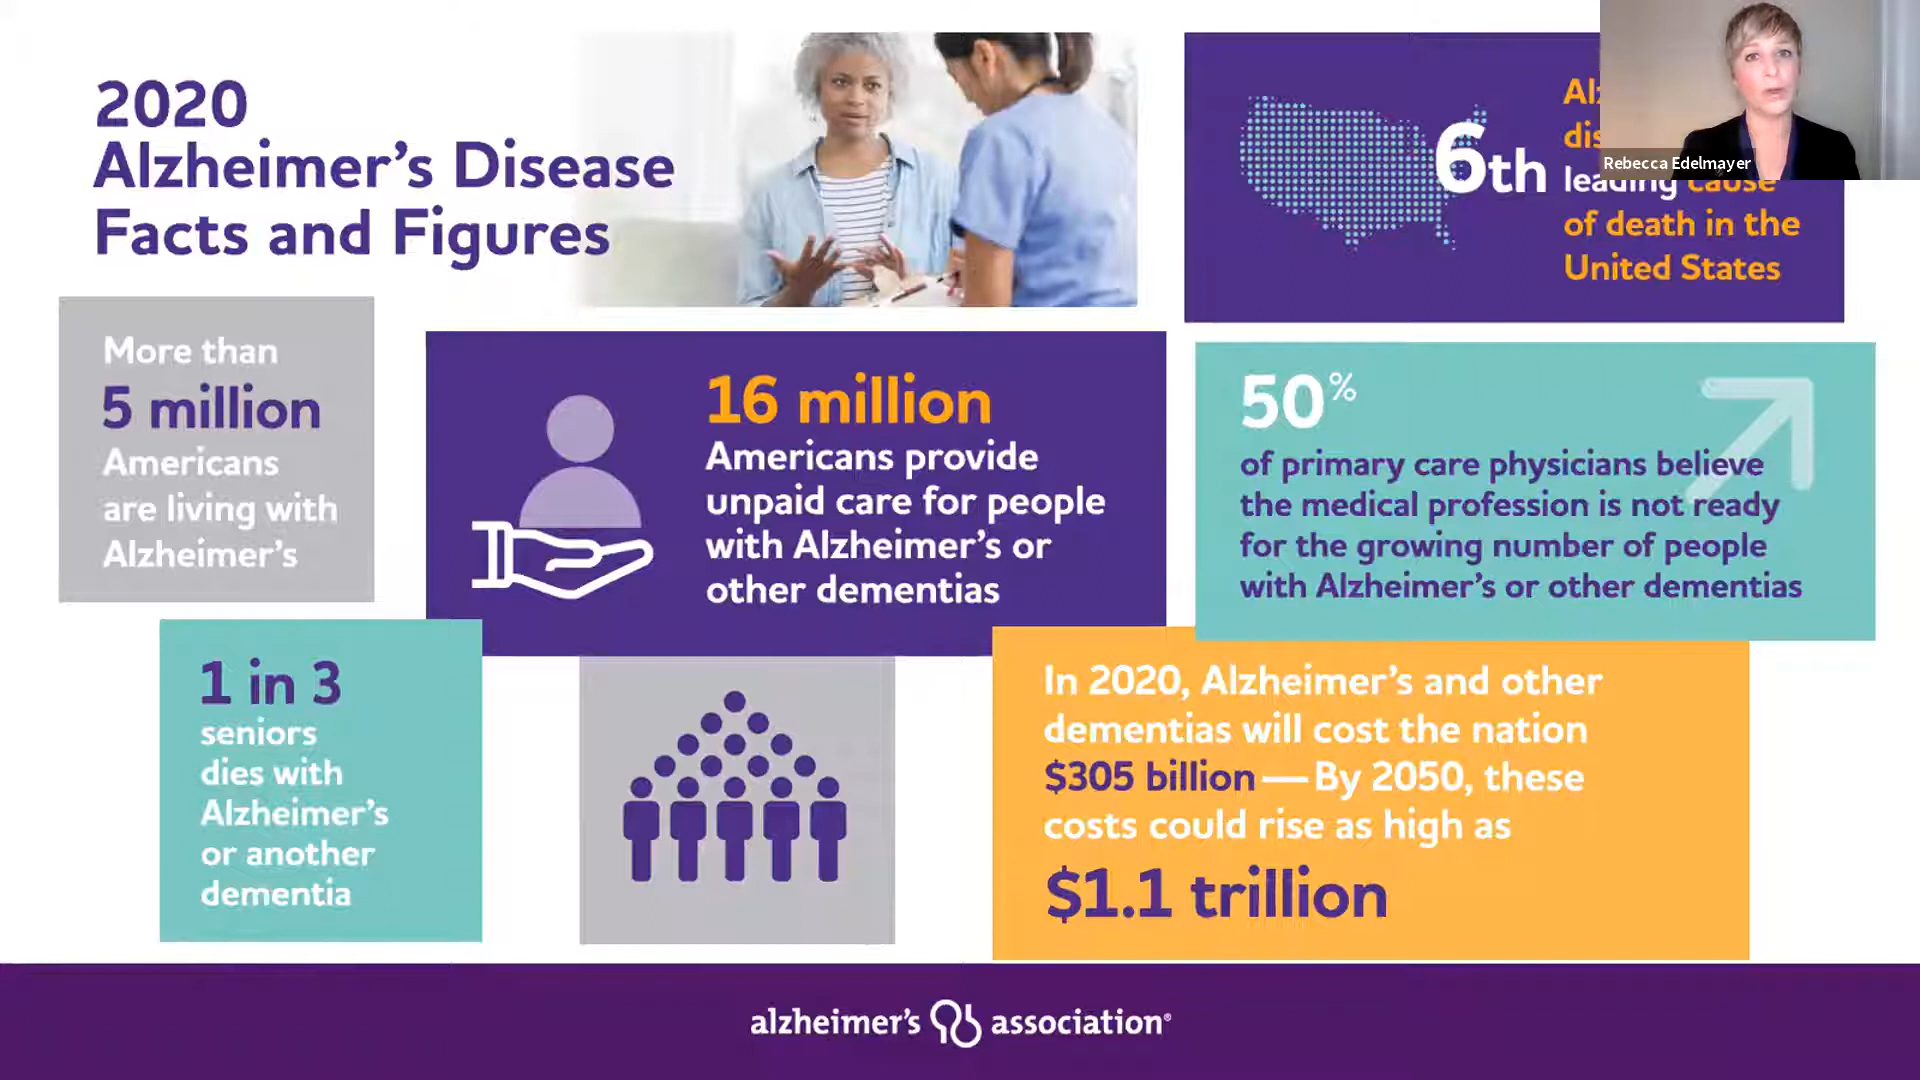 2020
Alzheimer's Disease
Facts and Figures
6th
leading cause
of death in the
United States
Rebecca Edelmayer
More than
5 million
Americans
are living with
Alzheimer's
16 million
Americans provide
unpaid care for people
with Alzheimer's or
other dementias
50%
of primary care physicians believe
the medical profession is not ready
for the growing number of people
with Alzheimer's or other dementias
1 in 3
seniors
dies with
Alzheimer's
or another
dementia
In 2020, Alzheimer's and other
dementias will cost the nation
$305 billion — By 2050, these
costs could rise as high as
$1.1 trillion
alzheimer's association®